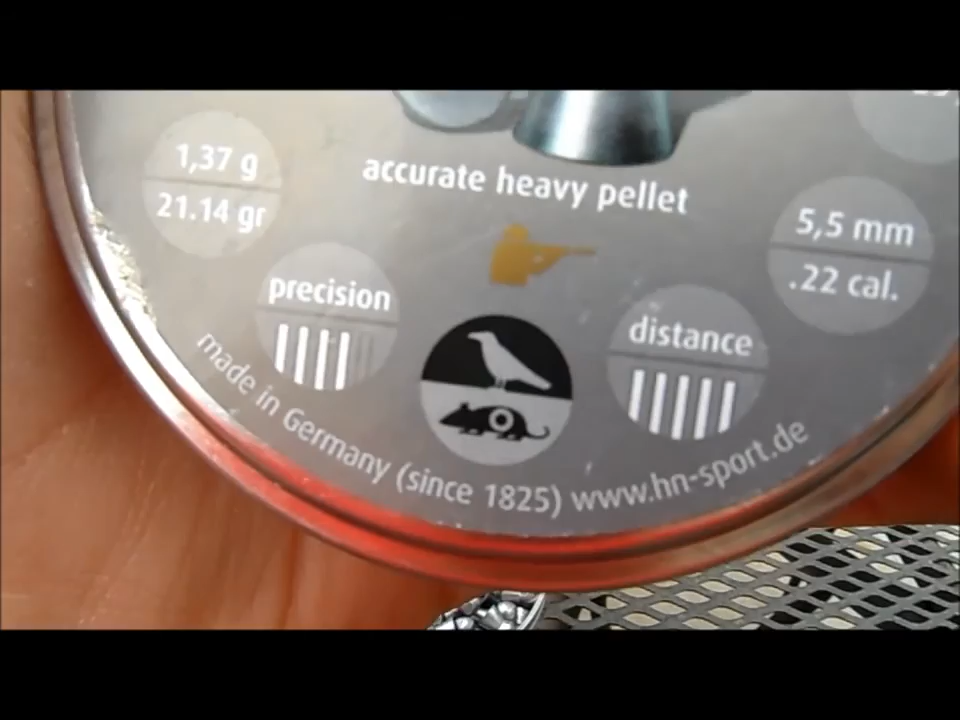 1,37 g
21.14 gr
accurate heavy pellet
5,5 mm
.22 cal.
precision
distance
made in Germany (since 1825) www.hn-sport.de